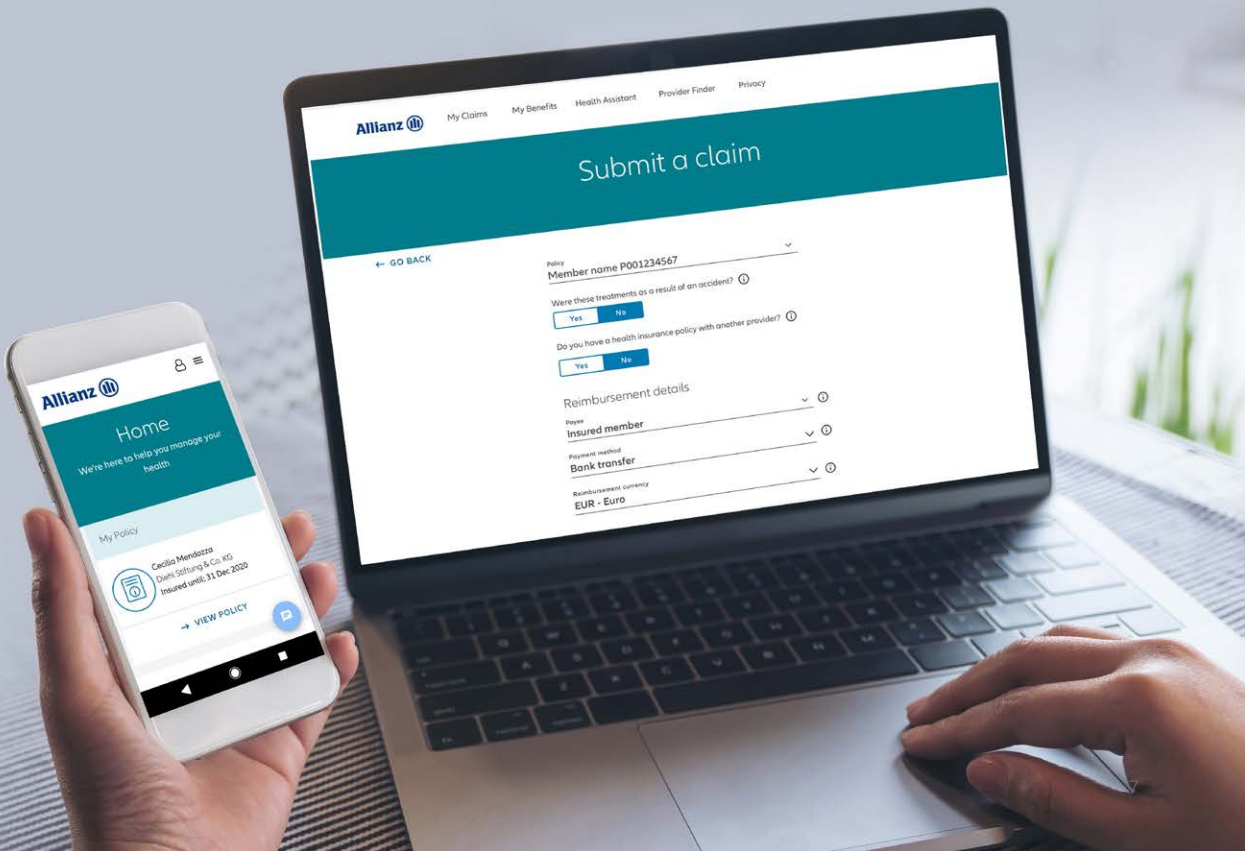 Allianz
My Claims
My Benefits
Health Assistant
Provider Finder
Privacy
Submit a claim
← GO BACK
Policy
Member name P001234567
Were these treatments as a result of an accident?
Yes No
Do you have a health insurance policy with another provider?
Yes No
Reimbursement details
Payee
Insured member
Payment method
Bank transfer
Reimbursement currency
EUR - Euro
Allianz
Home
We're here to help you manage your
health
My Policy
Cecilia Mendozza
Diehl Stiftung & Co. KG
Insured until: 31 Dec 2020
→ VIEW POLICY